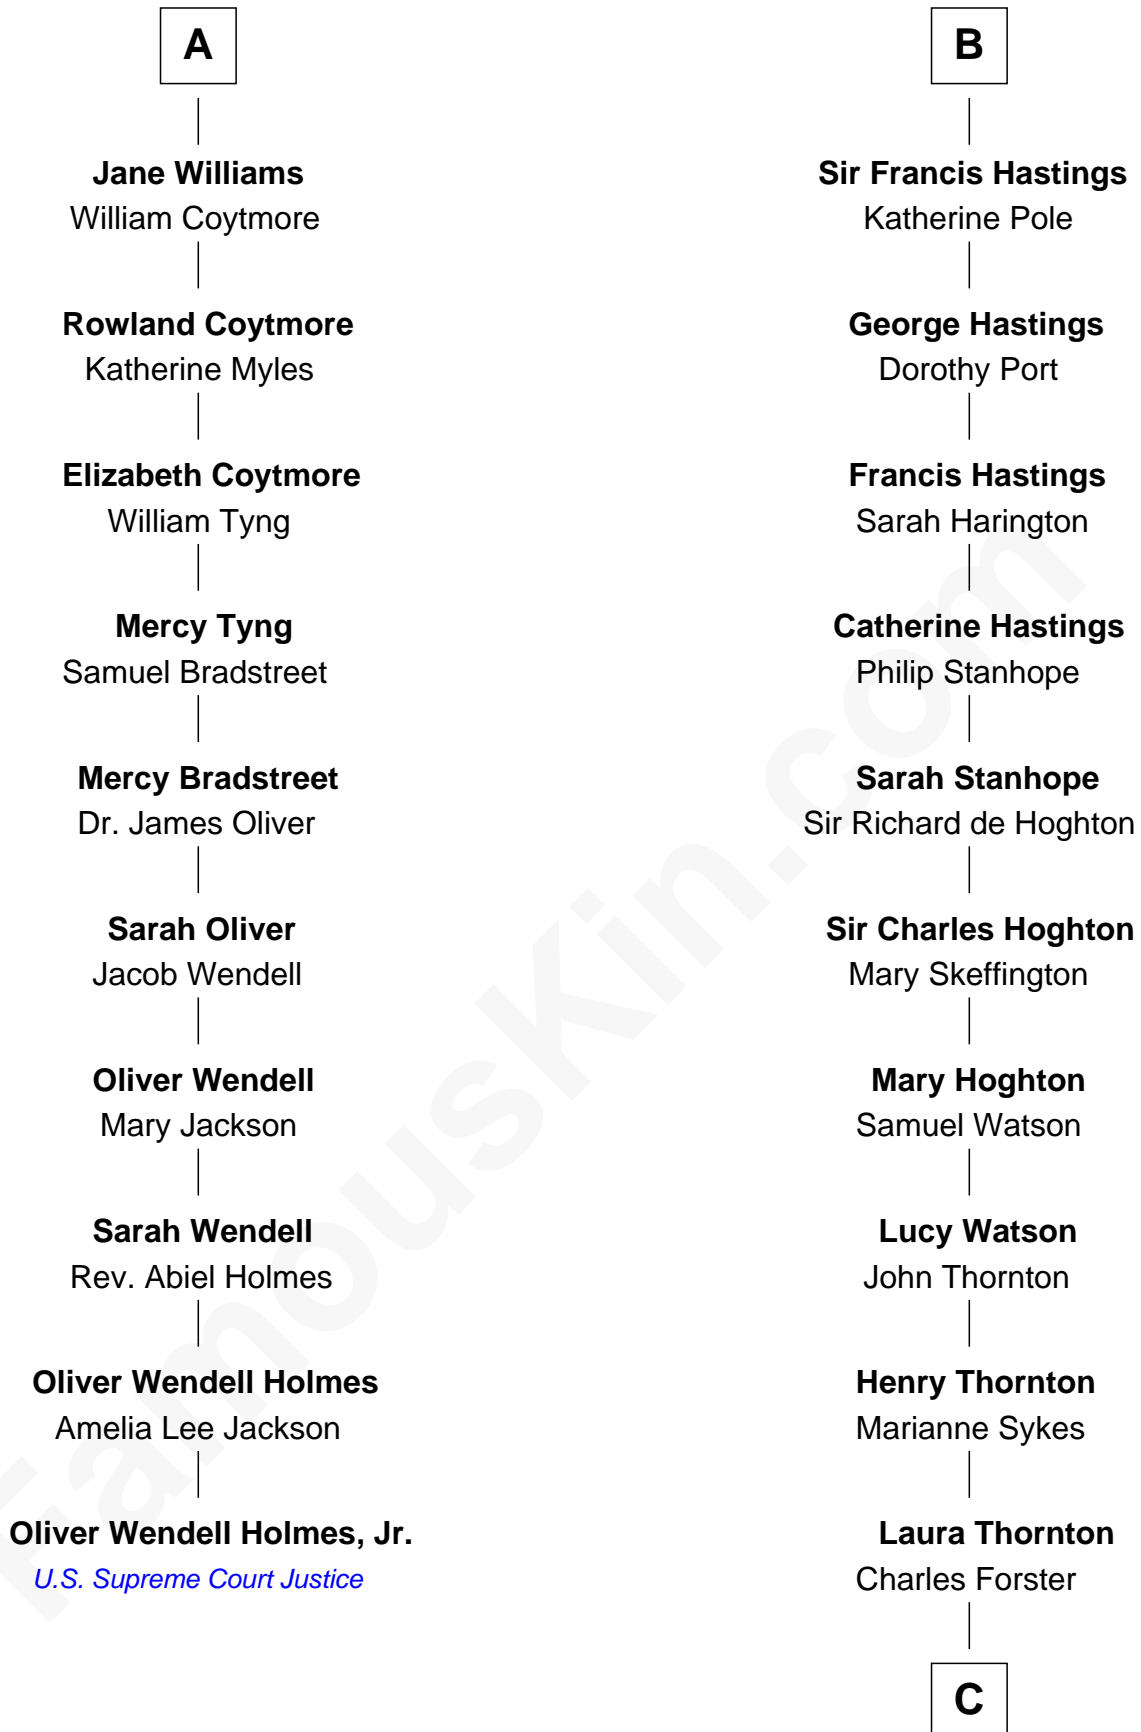 A
Jane Williams
William Coytmore
Rowland Coytmore
Katherine Myles
Elizabeth Coytmore
William Tyng
Mercy Tyng
Samuel Bradstreet
Mercy Bradstreet
Dr. James Oliver
Sarah Oliver
Jacob Wendell
Oliver Wendell
Mary Jackson
Sarah Wendell
Rev. Abiel Holmes
Oliver Wendell Holmes
Amelia Lee Jackson
Oliver Wendell Holmes, Jr.
U.S. Supreme Court Justice
B
Sir Francis Hastings
Katherine Pole
George Hastings
Dorothy Port
Francis Hastings
Sarah Harington
Catherine Hastings
Philip Stanhope
Sarah Stanhope
Sir Richard de Hoghton
Sir Charles Hoghton
Mary Skeffington
Mary Hoghton
Samuel Watson
Lucy Watson
John Thornton
Henry Thornton
Marianne Sykes
Laura Thornton
Charles Forster
C
FamousKin.com